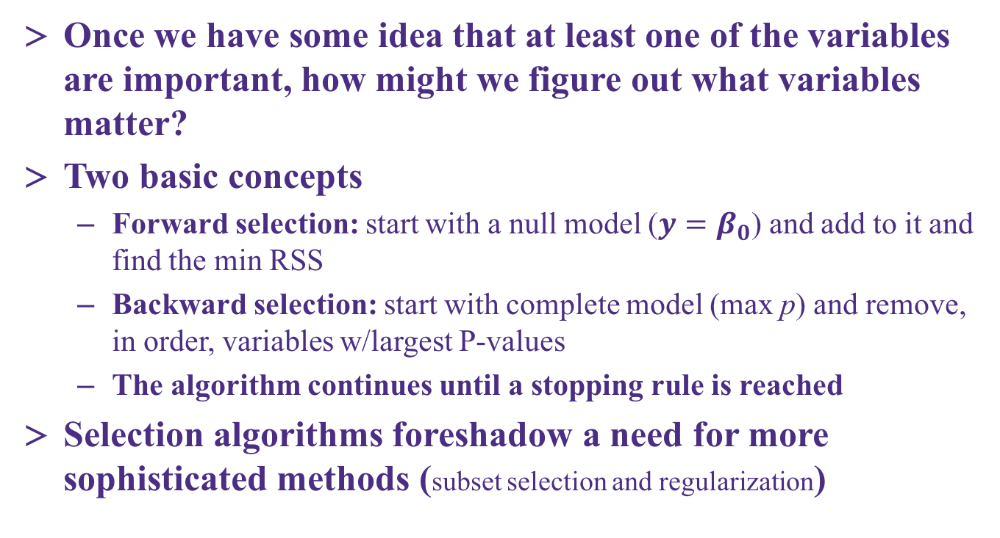 > Once we have some idea that at least one of the variables
are important, how might we figure out what variables
matter?
> Two basic concepts
– Forward selection: start with a null model (y = β₀) and add to it and
find the min RSS
– Backward selection: start with complete model (max p) and remove,
in order, variables w/largest P-values
– The algorithm continues until a stopping rule is reached
> Selection algorithms foreshadow a need for more
sophisticated methods (subset selection and regularization)